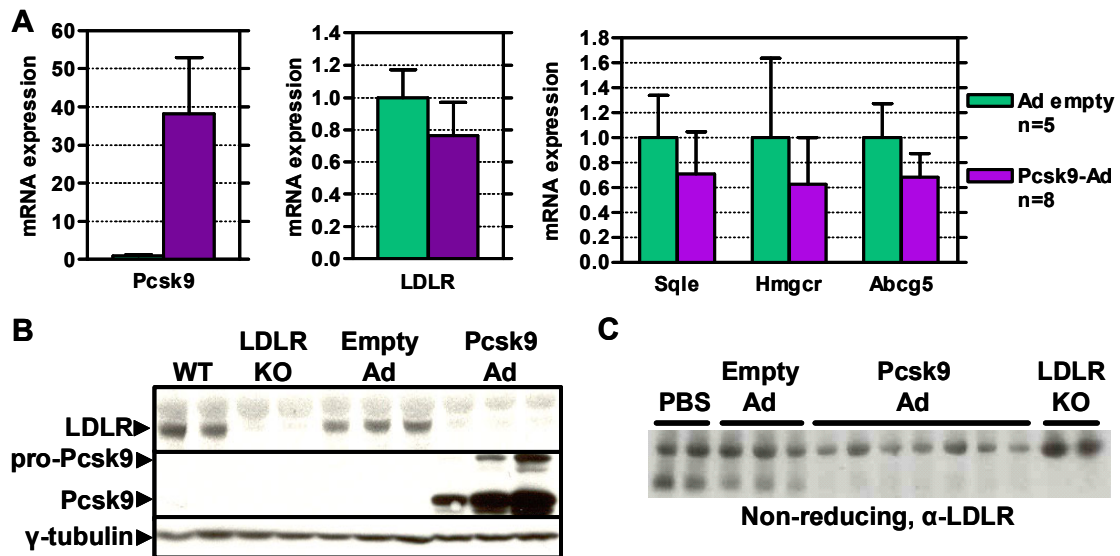 A
mRNA expression
60
50
40
30
20
10
0
Pcsk9
mRNA expression
1.4
1.2
1.0
0.8
0.6
0.4
0.2
0.0
LDLR
mRNA expression
1.8
1.6
1.4
1.2
1.0
0.8
0.6
0.4
0.2
0.0
Sqle Hmgcr Abcg5
Ad empty
n=5
Pcsk9-Ad
n=8
B
LDLR Empty Pcsk9
WT KO Ad Ad
LDLR
pro-Pcsk9
Pcsk9
γ-tubulin
C
Empty Pcsk9 LDLR
PBS Ad Ad KO
Non-reducing, α-LDLR